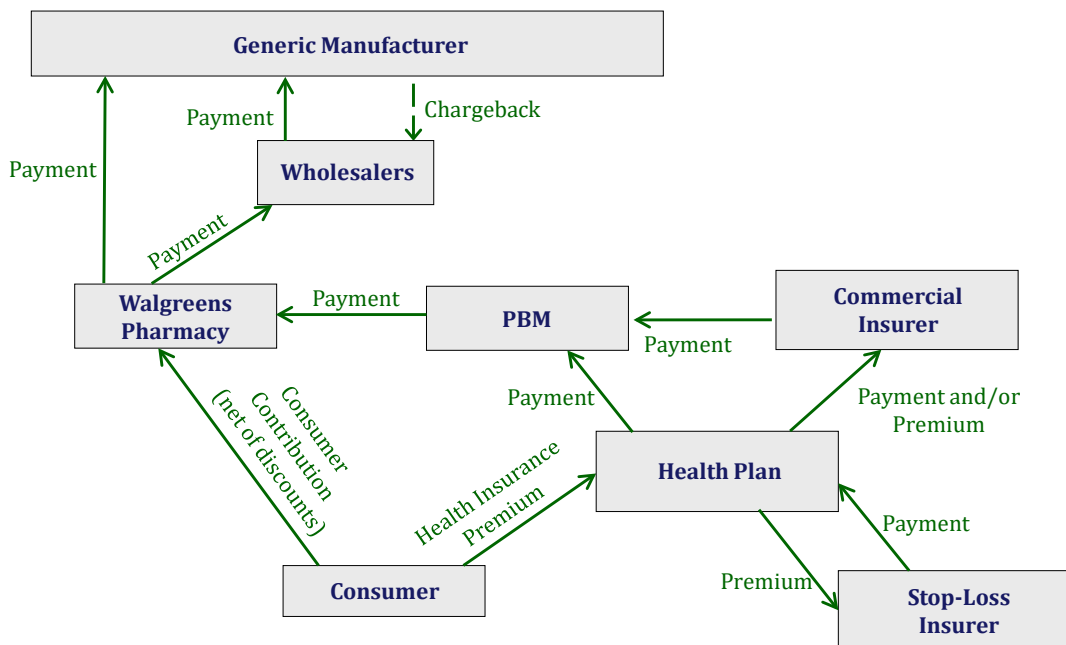 Generic Manufacturer
Payment
Chargeback
Payment
Wholesalers
Payment
Walgreens
Pharmacy
Payment
PBM
Commercial
Insurer
Payment
Payment
Payment and/or
Premium
Consumer
Contribution
(net of discounts)
Health Insurance
Premium
Health Plan
Payment
Premium
Consumer
Stop-Loss
Insurer